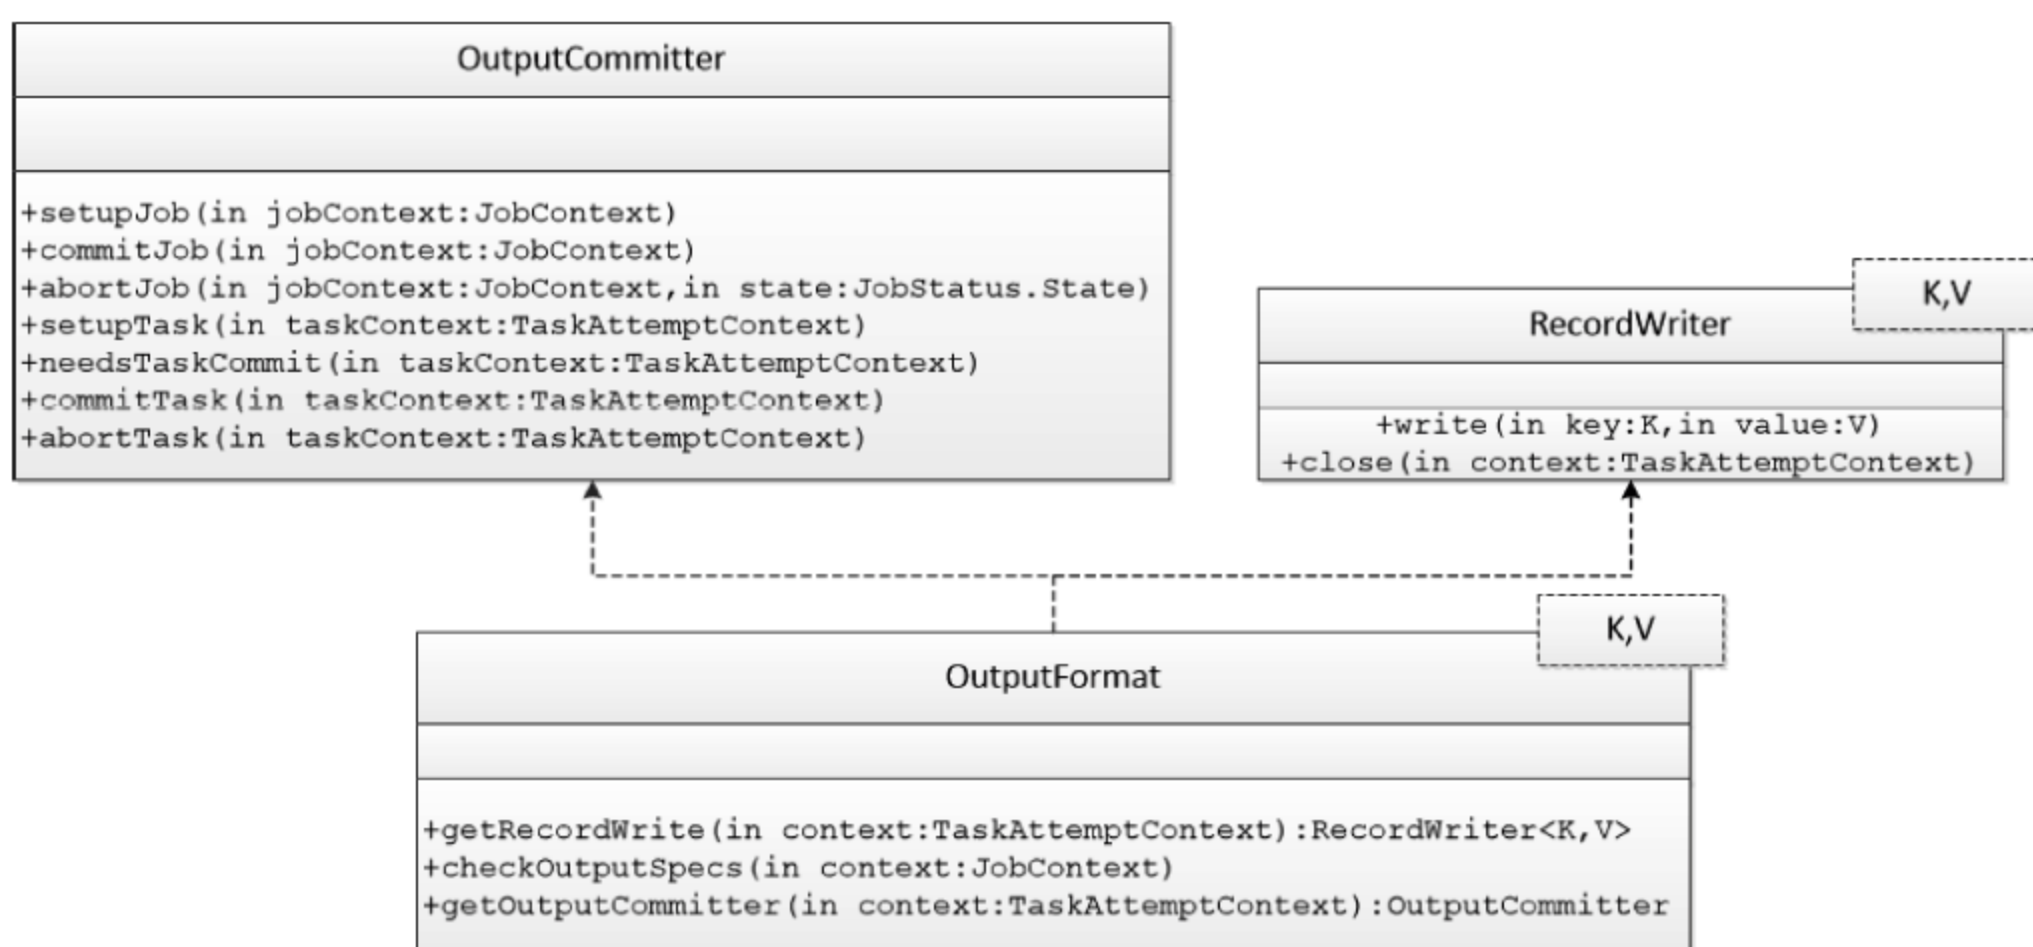 OutputCommitter
+setupJob(in jobContext:JobContext)
+commitJob(in jobContext:JobContext)
+abortJob(in jobContext:JobContext,in state:JobStatus.State)
+setupTask(in taskContext:TaskAttemptContext)
+needsTaskCommit(in taskContext:TaskAttemptContext)
+commitTask(in taskContext:TaskAttemptContext)
+abortTask(in taskContext:TaskAttemptContext)
K,V
RecordWriter
+write(in key:K,in value:V)
+close(in context:TaskAttemptContext)
K,V
OutputFormat
+getRecordWrite(in context:TaskAttemptContext):RecordWriter<K,V>
+checkOutputSpecs(in context:JobContext)
+getOutputCommitter(in context:TaskAttemptContext):OutputCommitter